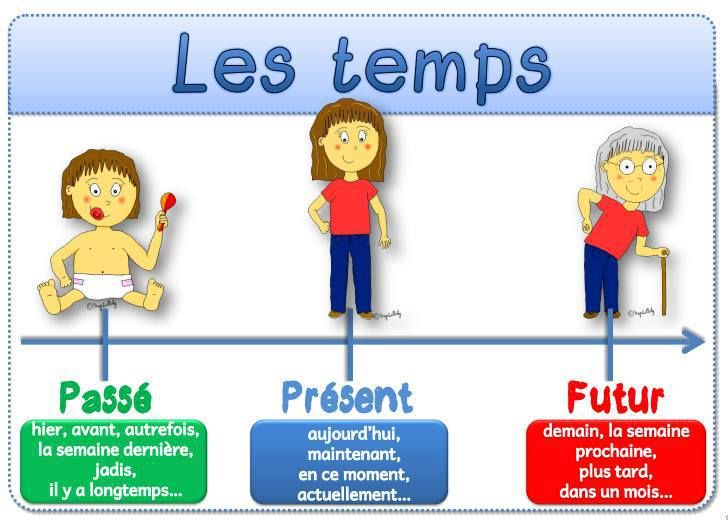 Les temps
Passé
hier, avant, autrefois,
la semaine dernière,
jadis,
il y a longtemps...
Présent
aujourd'hui,
maintenant,
en ce moment,
actuellement...
Futur
demain, la semaine
prochaine,
plus tard,
dans un mois...